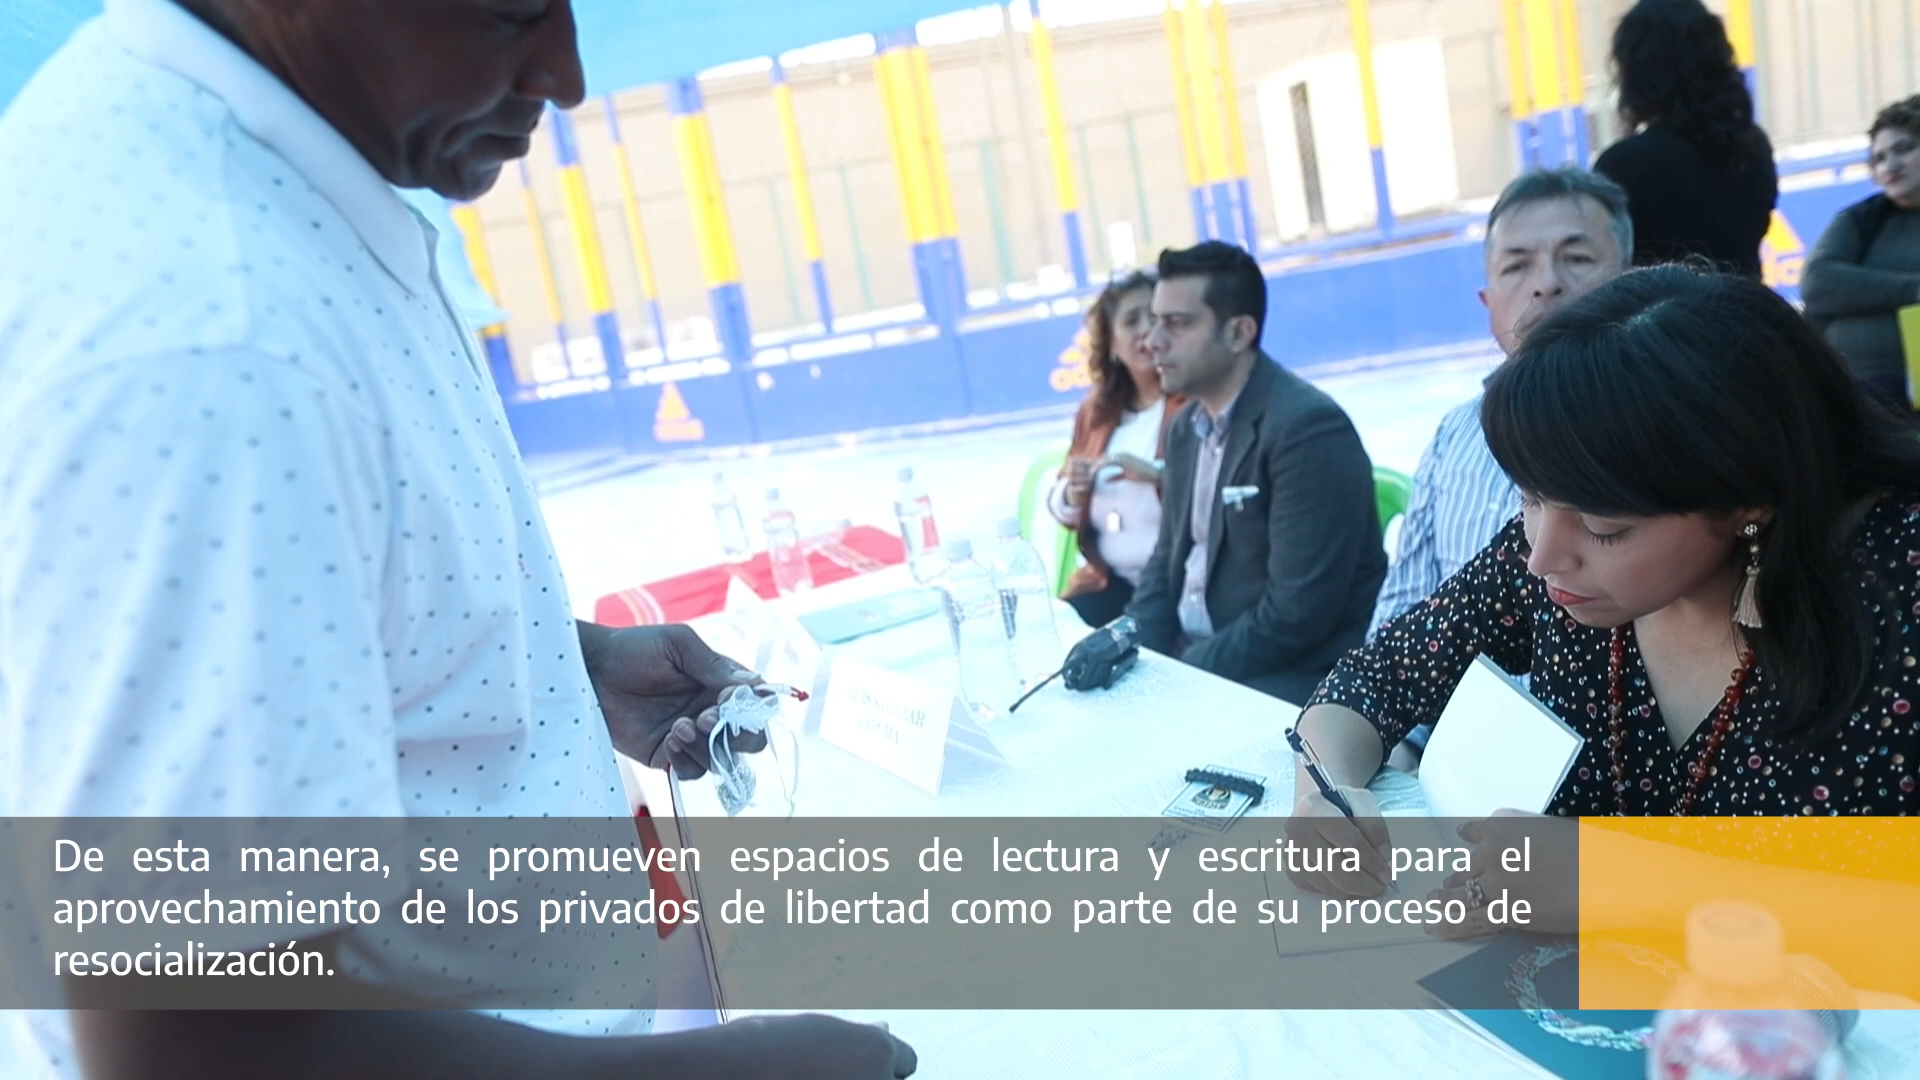 De esta manera, se promueven espacios de lectura y escritura para el
aprovechamiento de los privados de libertad como parte de su proceso de
resocialización.